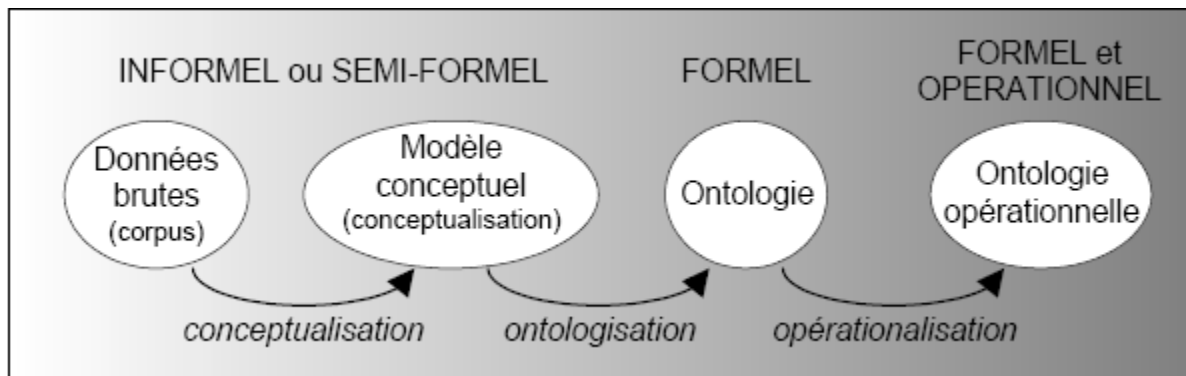 INFORMEL ou SEMI-FORMEL
FORMEL
FORMEL et
OPERATIONNEL
Données
brutes
(corpus)
Modèle
conceptuel
(conceptualisation)
Ontologie
Ontologie
opérationnelle
conceptualisation
ontologisation
opérationalisation